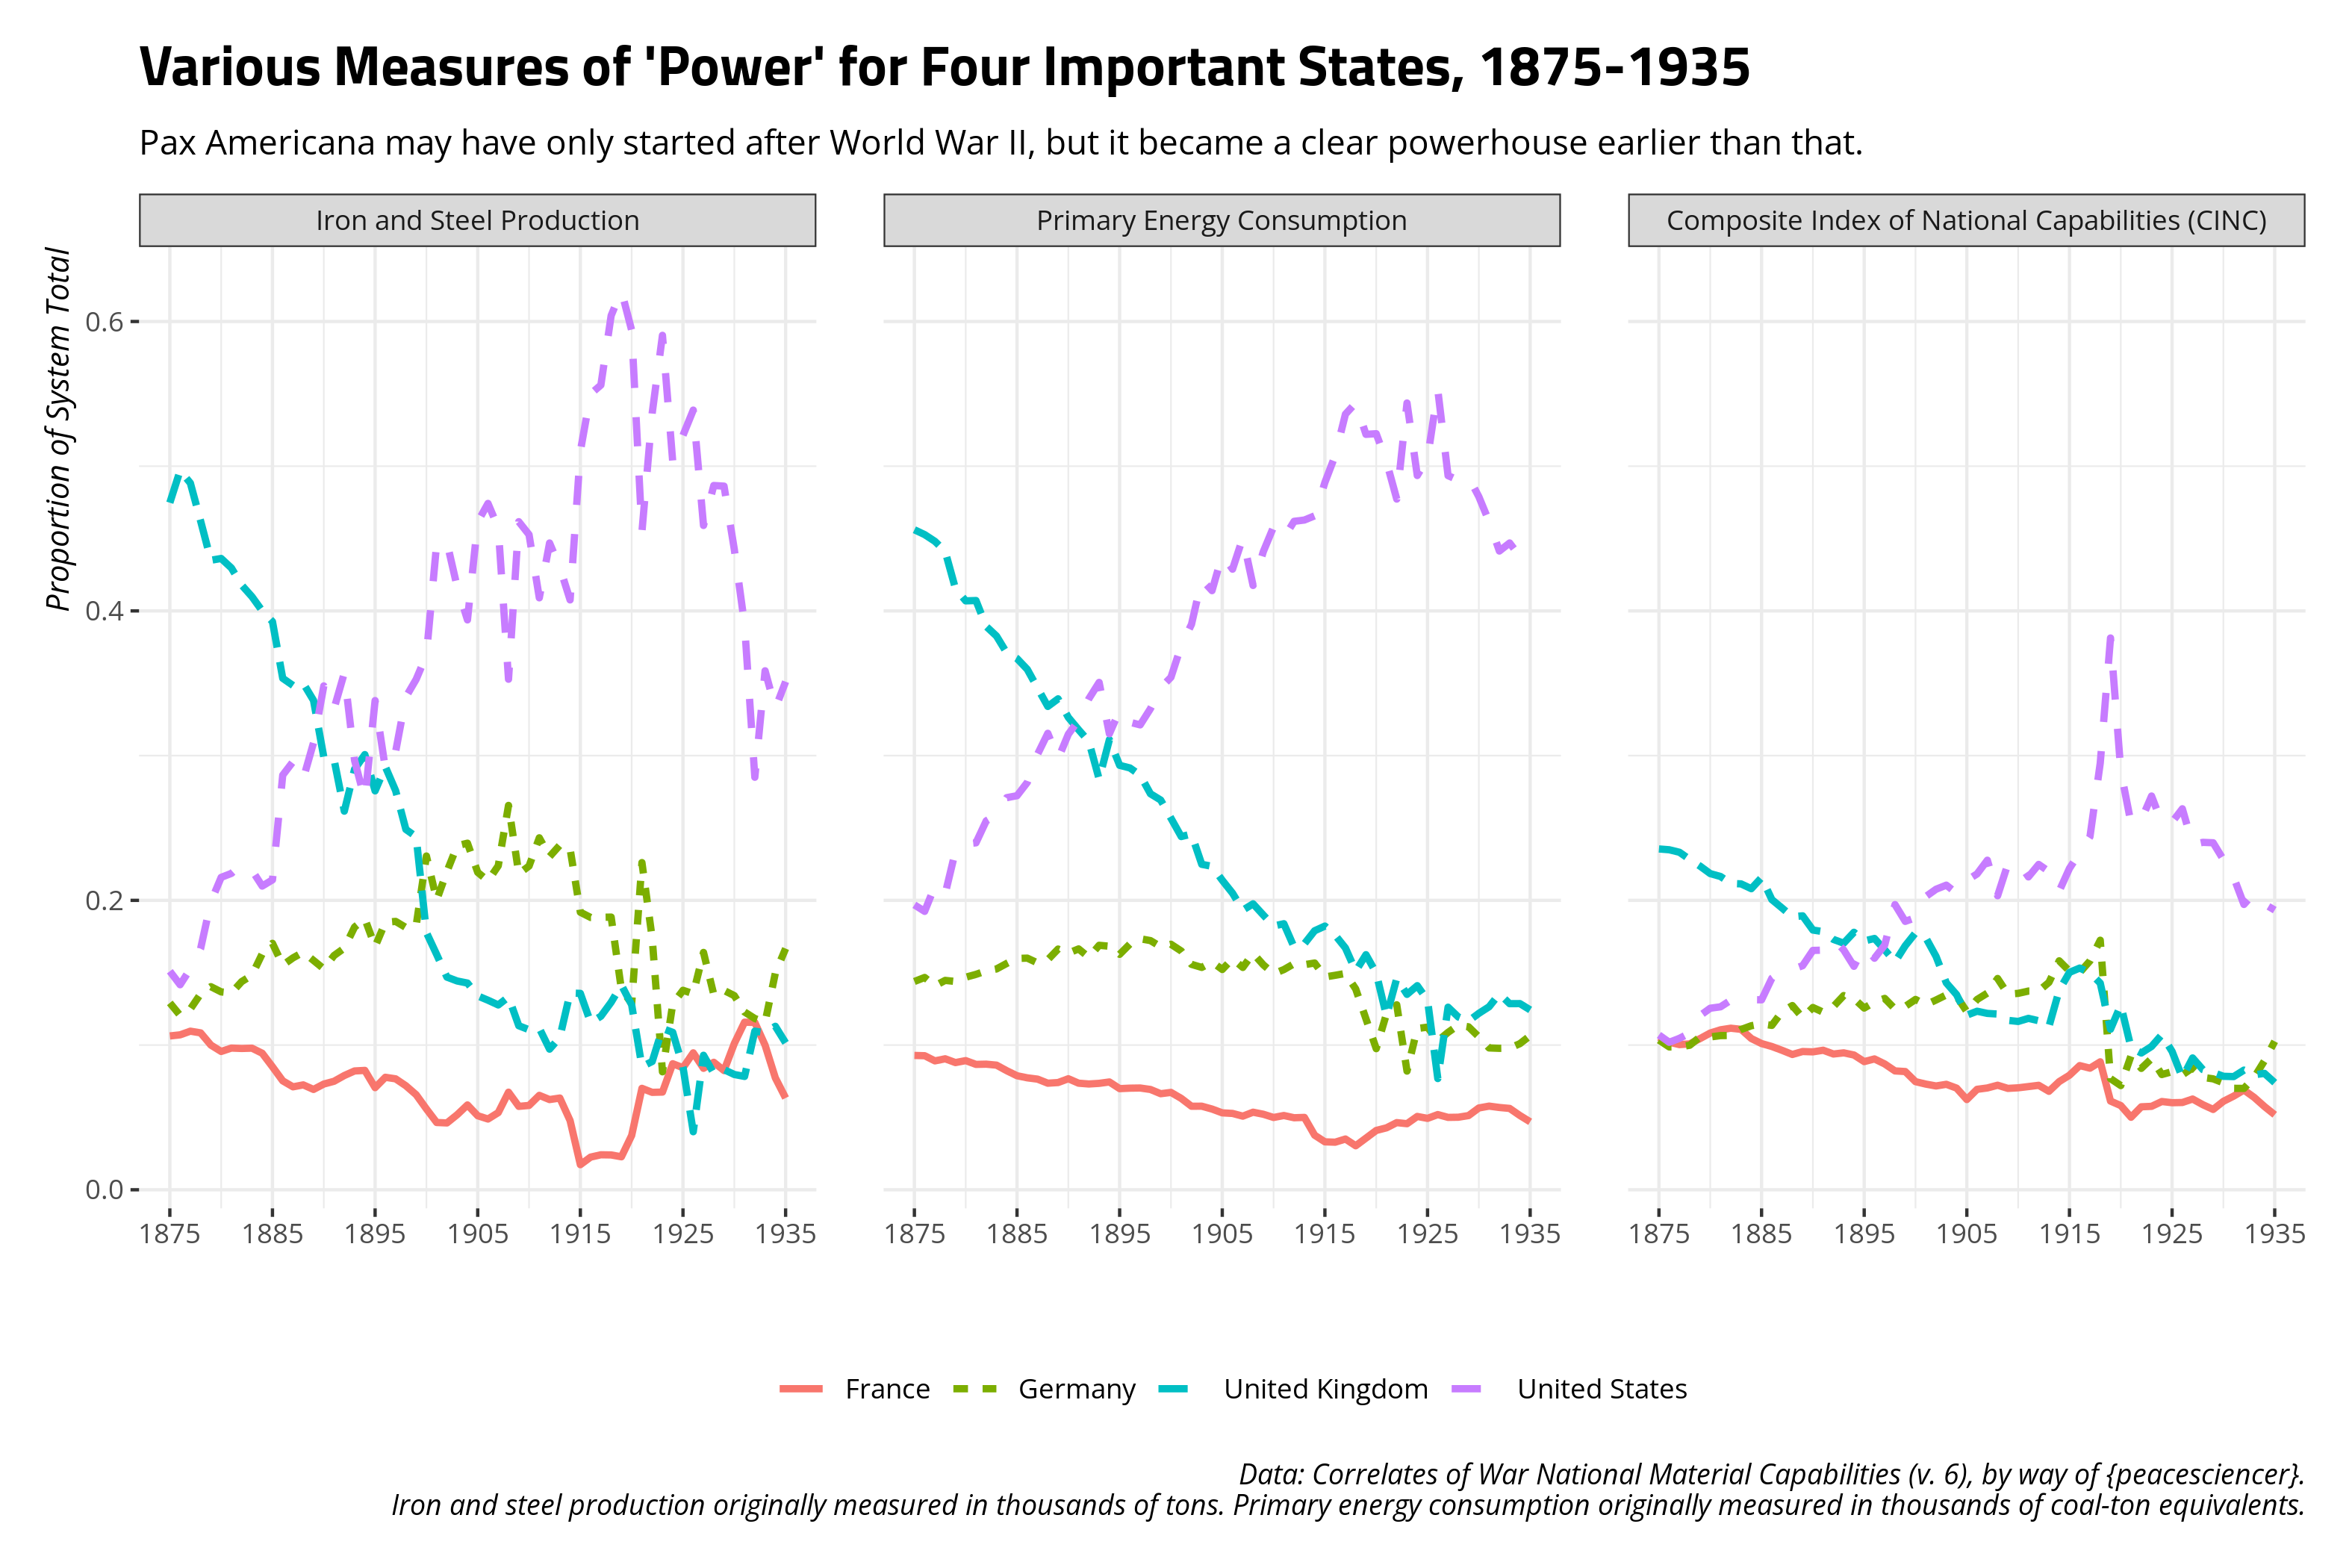 Various Measures of 'Power' for Four Important States, 1875-1935
Pax Americana may have only started after World War II, but it became a clear powerhouse earlier than that.
Iron and Steel Production
Primary Energy Consumption
Composite Index of National Capabilities (CINC)
Proportion of System Total
0.6
0.4
0.2
0.0
1875 1885 1895 1905 1915 1925 1935
1875 1885 1895 1905 1915 1925 1935
1875 1885 1895 1905 1915 1925 1935
France Germany United Kingdom United States
Data: Correlates of War National Material Capabilities (v. 6), by way of {peacesciencer}.
Iron and steel production originally measured in thousands of tons. Primary energy consumption originally measured in thousands of coal-ton equivalents.